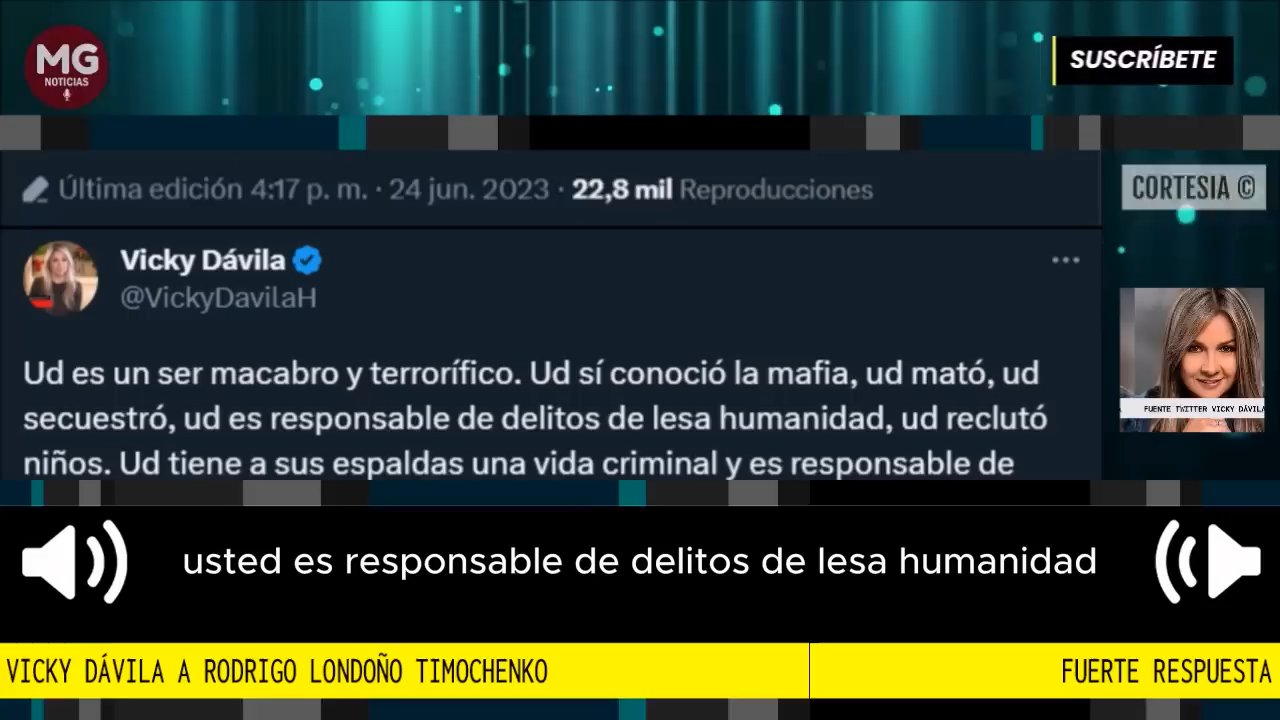 MG
NOTICIAS
SUSCRÍBETE
Última edición 4:17 p. m. · 24 jun. 2023 · 22,8 mil Reproducciones
CORTESIA ©
Vicky Dávila
@VickyDavilaH
Ud es un ser macabro y terrorífico. Ud sí conoció la mafia, ud mató, ud
secuestró, ud es responsable de delitos de lesa humanidad, ud reclutó
niños. Ud tiene a sus espaldas una vida criminal y es responsable de
FUENTE TWITTER VICKY DÁVILA
usted es responsable de delitos de lesa humanidad
VICKY DÁVILA A RODRIGO LONDOÑO TIMOCHENKO
FUERTE RESPUESTA